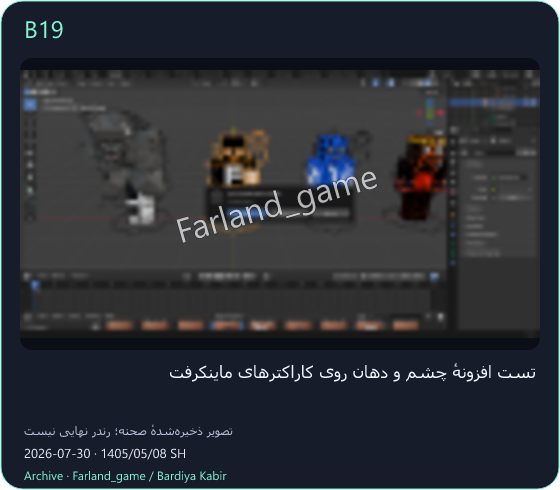 B19
Farland_game
تست افزونهٔ چشم و دهان روی کاراکترهای ماینکرفت
تصویر ذخیره‌شدهٔ صحنه؛ رندر نهایی نیست
2026-07-30 · 1405/05/08 SH
Archive · Farland_game / Bardiya Kabir